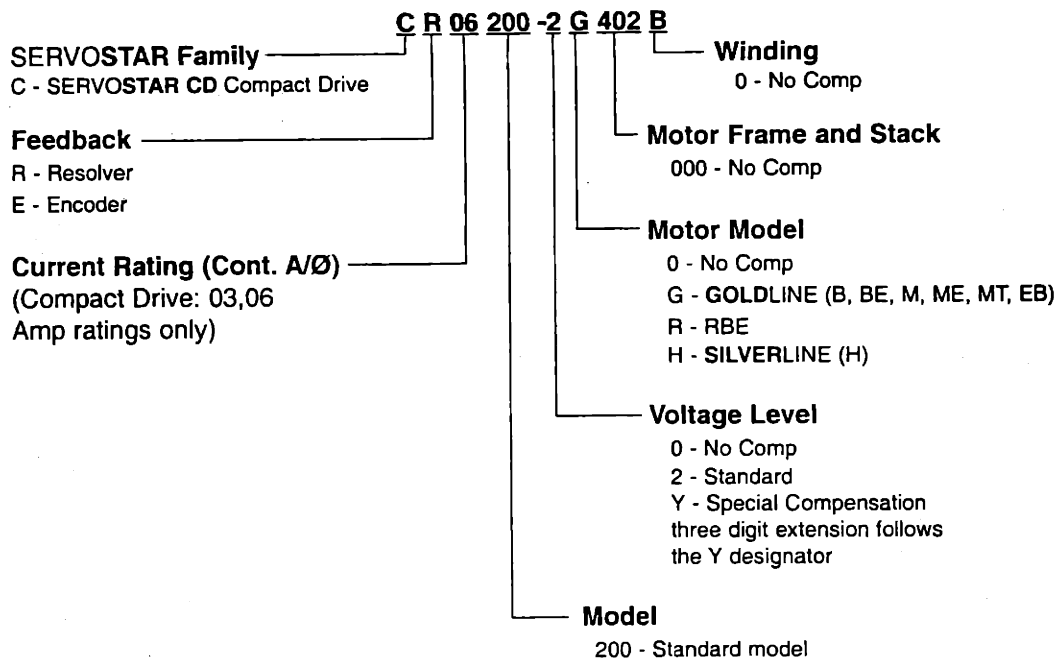 C R 06 200 -2 G 402 B
SERVOSTAR Family
C - SERVOSTAR CD Compact Drive
Feedback
R - Resolver
E - Encoder
Current Rating (Cont. A/Ø)
(Compact Drive: 03,06
Amp ratings only)
Winding
0 - No Comp
Motor Frame and Stack
000 - No Comp
Motor Model
0 - No Comp
G - GOLDLINE (B, BE, M, ME, MT, EB)
R - RBE
H - SILVERLINE (H)
Voltage Level
0 - No Comp
2 - Standard
Y - Special Compensation
three digit extension follows
the Y designator
Model
200 - Standard model